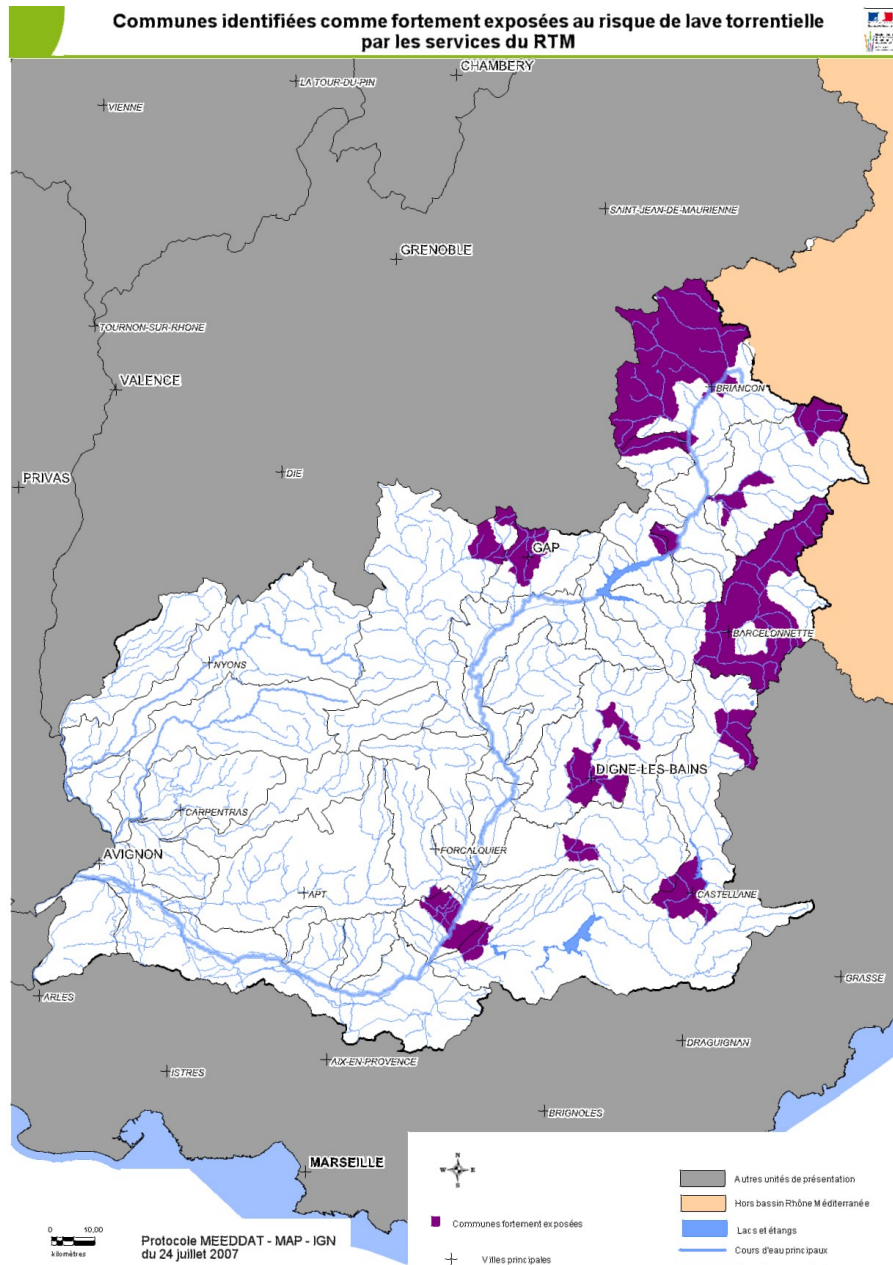 Communes identifiées comme fortement exposées au risque de lave torrentielle
par les services du RTM
CHAMBERY
LA TOUR-DU-PIN
VIENNE
SAINT-JEAN-DE-MAURIENNE
GRENOBLE
TOURNON-SUR-RHONE
VALENCE
BRIANCON
DIE
PRIVAS
GAP
BARCELONNETTE
NYONS
DIGNE-LES-BAINS
CARPENTRAS
FORCALQUIER
AVIGNON
APT
CASTELLANE
GRASSE
ARLES
DRAGUIGNAN
AIX-EN-PROVENCE
ISTRES
BRIGNOLES
MARSEILLE
N
W E
S
Autres unités de présentation
Hors bassin Rhône Méditerranée
Communes fortement exposées
Lacs et étangs
Cours d'eau principaux
Villes principales
0 10,00
kilomètres
Protocole MEEDDAT - MAP - IGN
du 24 juillet 2007